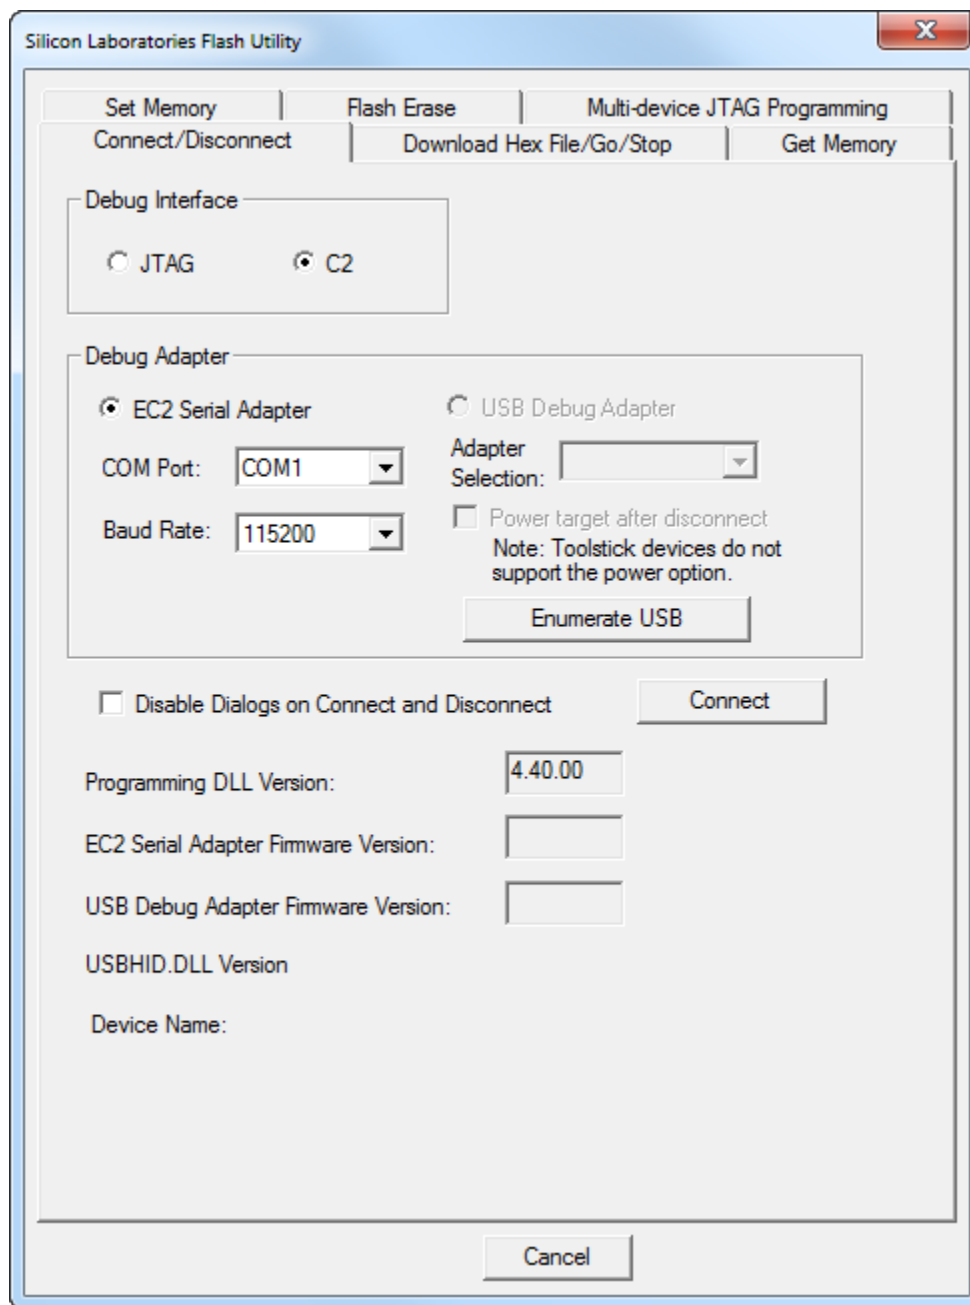 Silicon Laboratories Flash Utility
Set Memory
Flash Erase
Multi-device JTAG Programming
Connect/Disconnect
Download Hex File/Go/Stop
Get Memory
Debug Interface
JTAG
C2
Debug Adapter
EC2 Serial Adapter
USB Debug Adapter
COM Port:
COM1
Adapter
Selection:
Baud Rate:
115200
Power target after disconnect
Note: Toolstick devices do not
support the power option.
Enumerate USB
Disable Dialogs on Connect and Disconnect
Connect
Programming DLL Version:
4.40.00
EC2 Serial Adapter Firmware Version:
USB Debug Adapter Firmware Version:
USBHID.DLL Version
Device Name:
Cancel